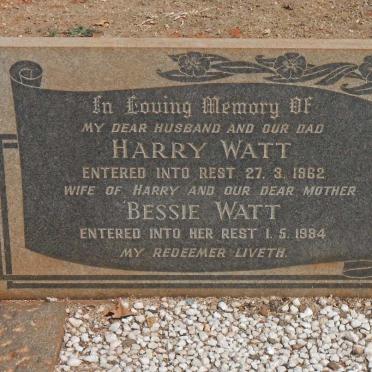 In Loving Memory Of
MY DEAR HUSBAND AND OUR DAD
HARRY WATT
ENTERED INTO REST 27. 3. 1962
WIFE OF HARRY AND OUR DEAR MOTHER
BESSIE WATT
ENTERED INTO HER REST 1. 5. 1984
MY REDEEMER LIVETH.